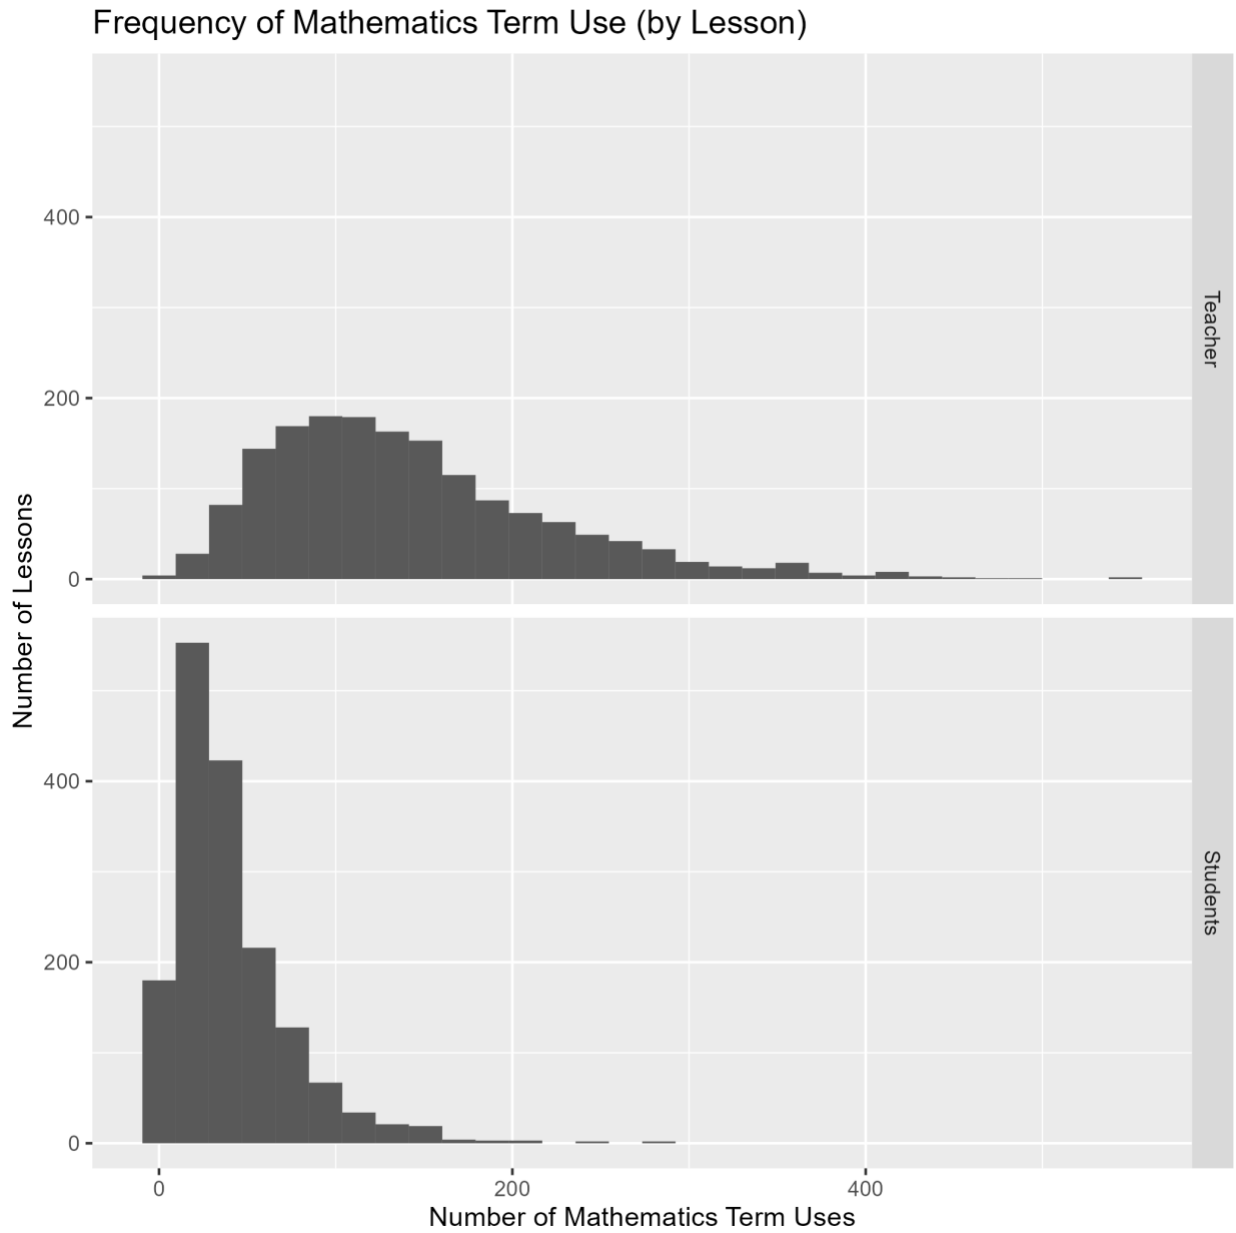 Frequency of Mathematics Term Use (by Lesson)
400
200
0
Teacher
Number of Lessons
400
200
0
Students
0 200 400
Number of Mathematics Term Uses